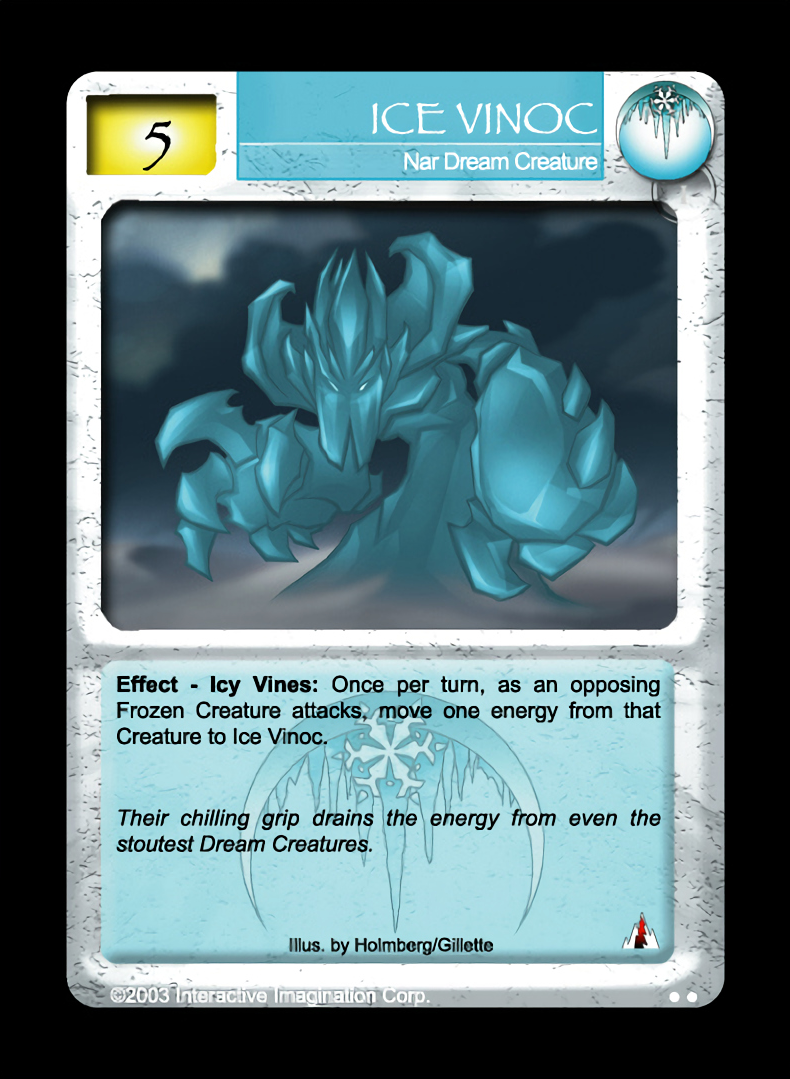 5
ICE VINOC
Nar Dream Creature
Effect - Icy Vines: Once per turn, as an opposing
Frozen Creature attacks, move one energy from that
Creature to Ice Vinoc.
Their chilling grip drains the energy from even the
stoutest Dream Creatures.
Illus. by Holmberg/Gillette
©2003 Interactive Imagination Corp.